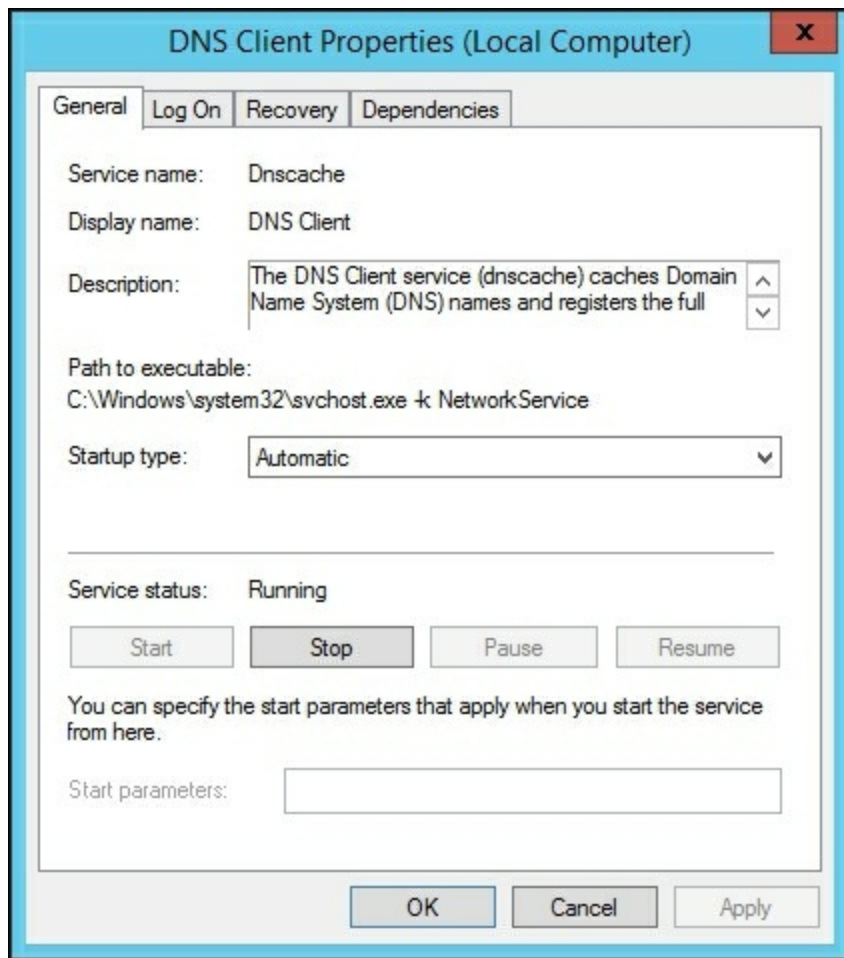 DNS Client Properties (Local Computer)
x
General
Log On
Recovery
Dependencies
Service name: Dnscache
Display name: DNS Client
Description: The DNS Client service (dnscache) caches Domain
Name System (DNS) names and registers the full
Path to executable:
C:\Windows\system32\svchost.exe -k NetworkService
Startup type: Automatic
Service status: Running
Start Stop Pause Resume
You can specify the start parameters that apply when you start the service
from here.
Start parameters:
OK Cancel Apply